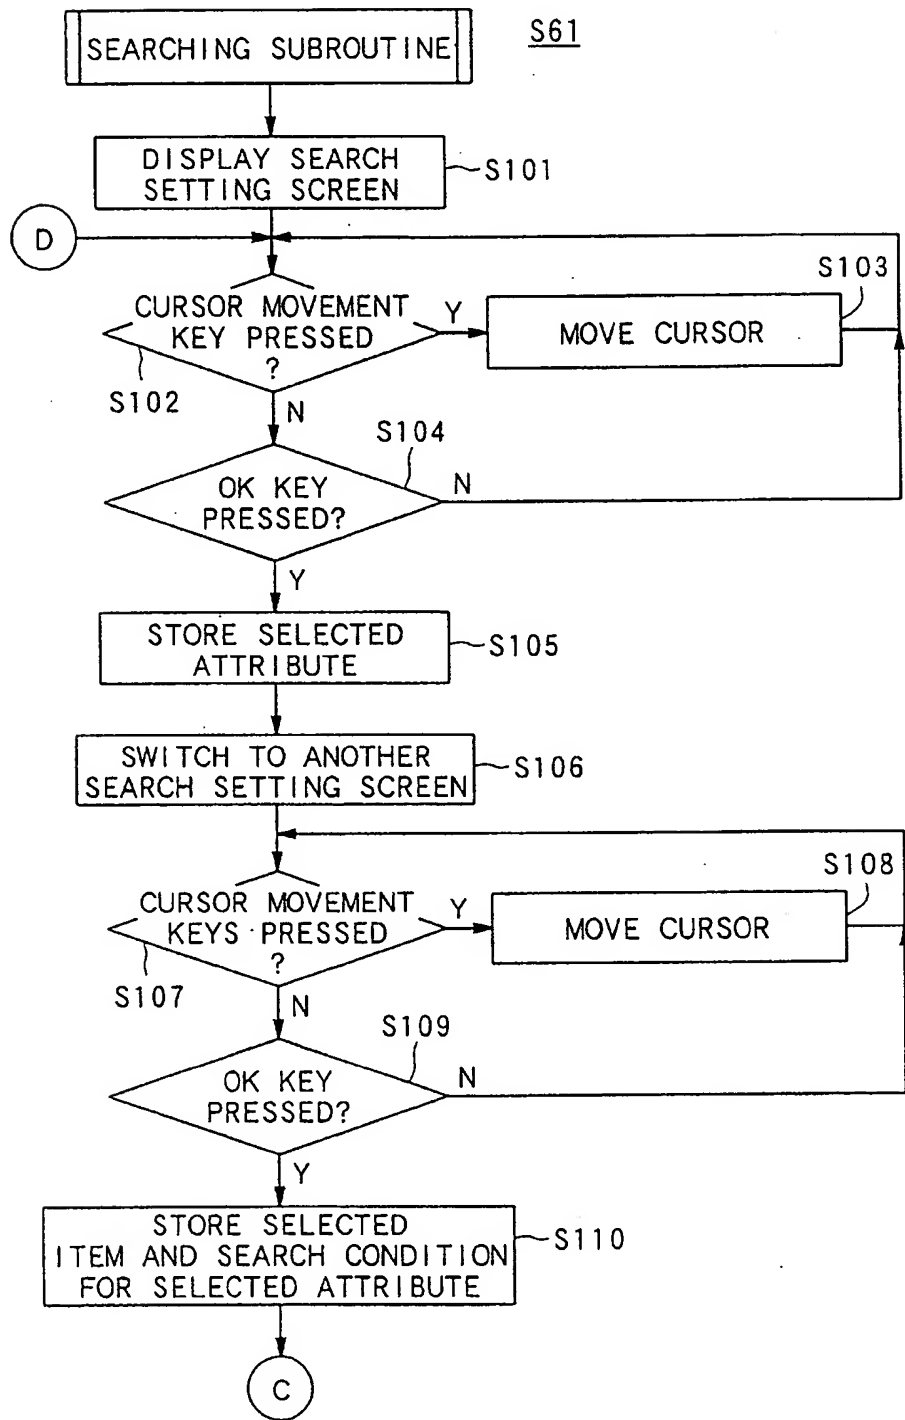 S61
SEARCHING SUBROUTINE
DISPLAY SEARCH
SETTING SCREEN
S101
D
S103
CURSOR MOVEMENT
KEY PRESSED
?
Y
MOVE CURSOR
S102
N
S104
OK KEY
PRESSED?
N
Y
STORE SELECTED
ATTRIBUTE
S105
SWITCH TO ANOTHER
SEARCH SETTING SCREEN
S106
S108
CURSOR MOVEMENT
KEYS PRESSED
?
Y
MOVE CURSOR
S107
N
S109
OK KEY
PRESSED?
N
Y
STORE SELECTED
ITEM AND SEARCH CONDITION
FOR SELECTED ATTRIBUTE
S110
C